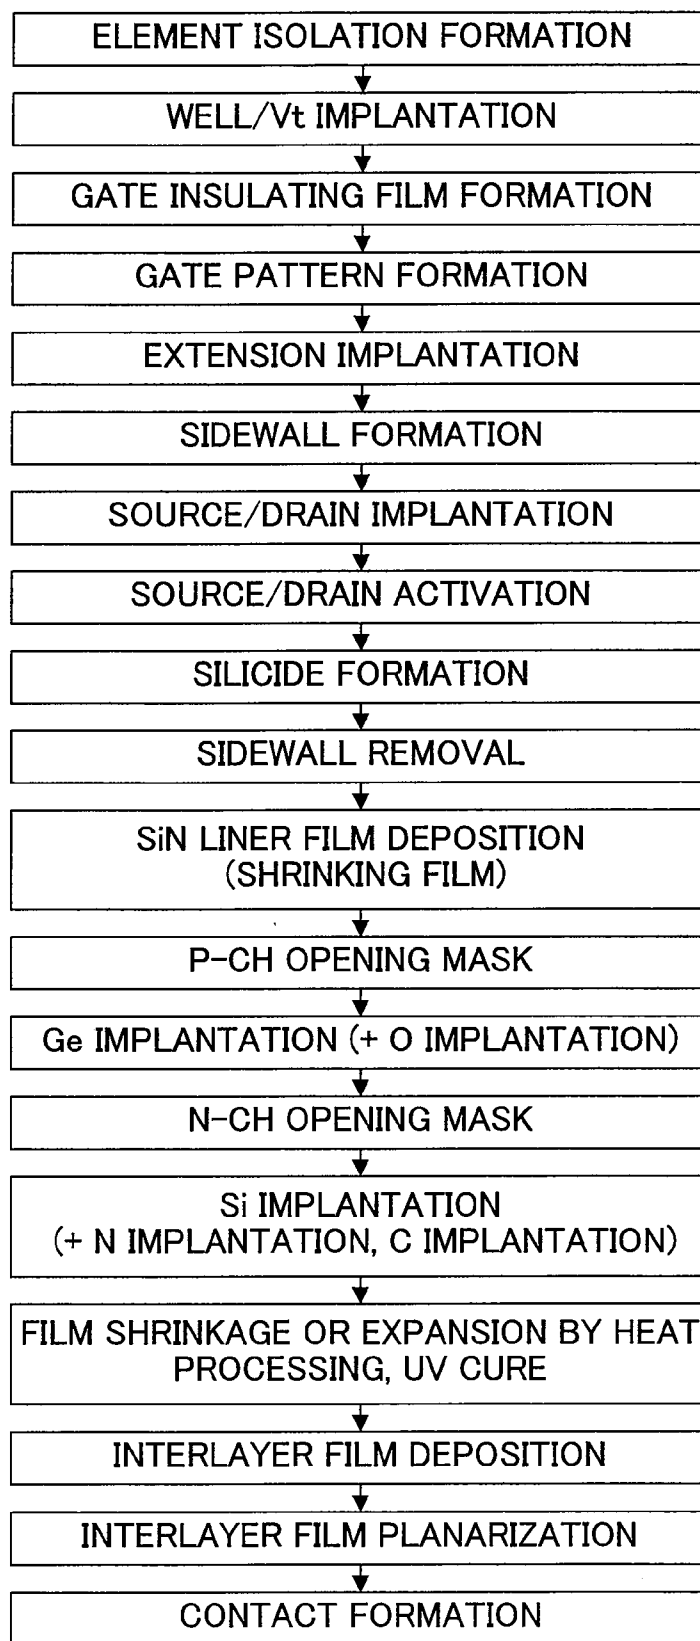 ELEMENT ISOLATION FORMATION
WELL/Vt IMPLANTATION
GATE INSULATING FILM FORMATION
GATE PATTERN FORMATION
EXTENSION IMPLANTATION
SIDEWALL FORMATION
SOURCE/DRAIN IMPLANTATION
SOURCE/DRAIN ACTIVATION
SILICIDE FORMATION
SIDEWALL REMOVAL
SiN LINER FILM DEPOSITION
(SHRINKING FILM)
P-CH OPENING MASK
Ge IMPLANTATION (+ O IMPLANTATION)
N-CH OPENING MASK
Si IMPLANTATION
(+ N IMPLANTATION, C IMPLANTATION)
FILM SHRINKAGE OR EXPANSION BY HEAT
PROCESSING, UV CURE
INTERLAYER FILM DEPOSITION
INTERLAYER FILM PLANARIZATION
CONTACT FORMATION